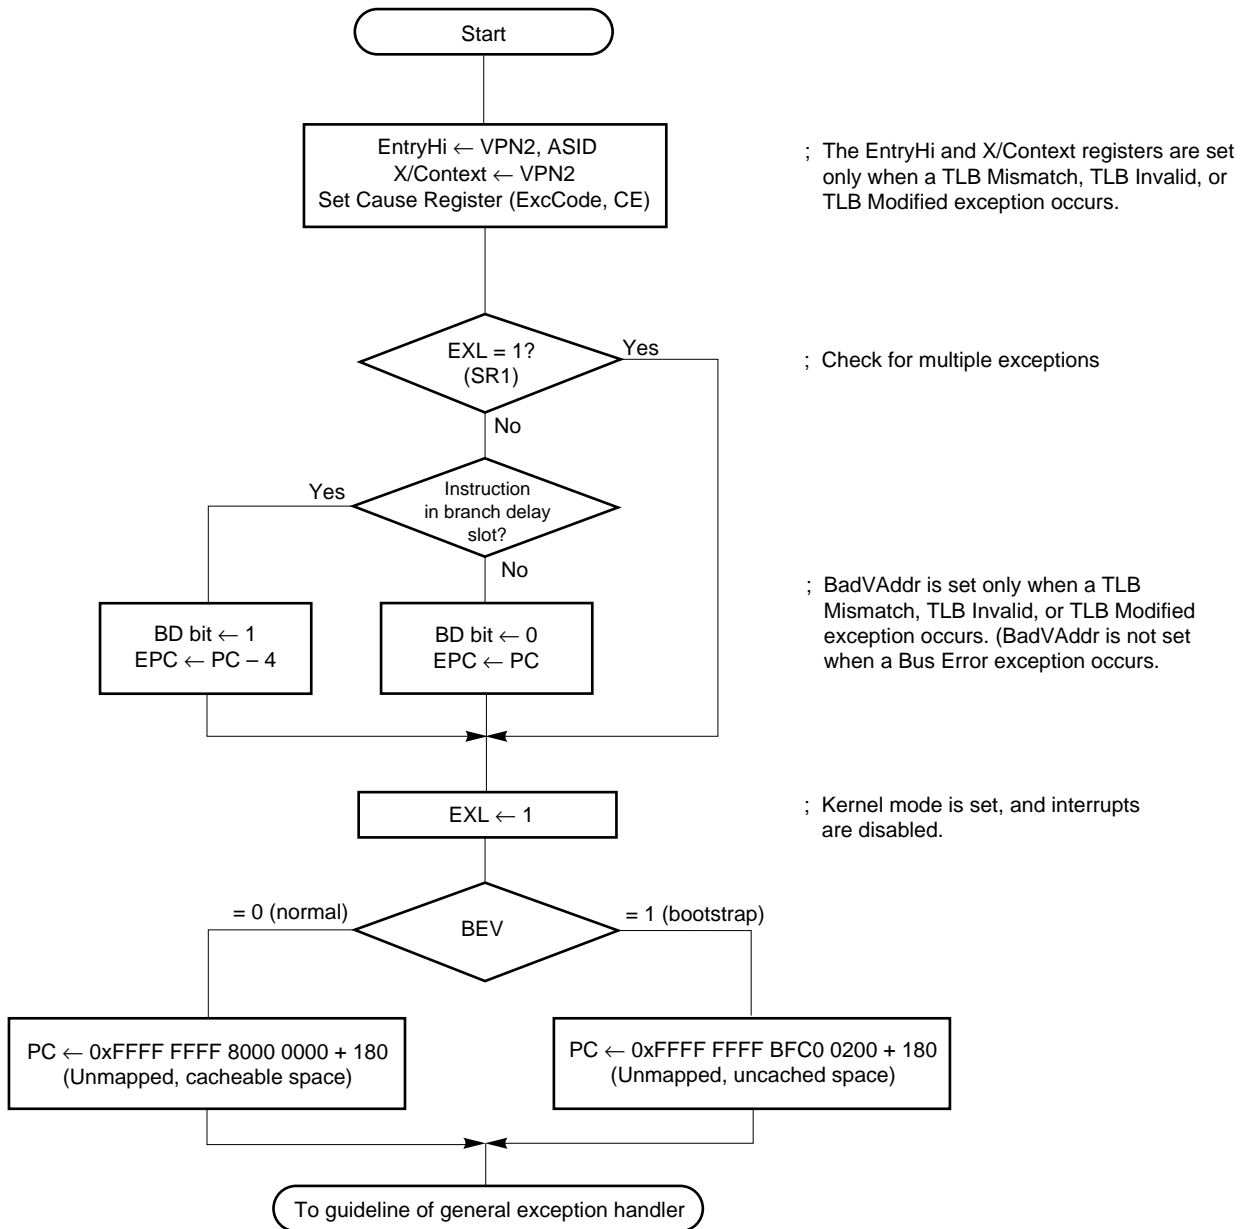 Start
EntryHi ← VPN2, ASID
X/Context ← VPN2
Set Cause Register (ExcCode, CE)
; The EntryHi and X/Context registers are set
only when a TLB Mismatch, TLB Invalid, or
TLB Modified exception occurs.
EXL = 1?
(SR1)
Yes
; Check for multiple exceptions
No
Yes
Instruction
in branch delay
slot?
No
BD bit ← 1
EPC ← PC – 4
BD bit ← 0
EPC ← PC
; BadVAddr is set only when a TLB
Mismatch, TLB Invalid, or TLB Modified
exception occurs. (BadVAddr is not set
when a Bus Error exception occurs.
EXL ← 1
; Kernel mode is set, and interrupts
are disabled.
= 0 (normal)
BEV
= 1 (bootstrap)
PC ← 0xFFFF FFFF 8000 0000 + 180
(Unmapped, cacheable space)
PC ← 0xFFFF FFFF BFC0 0200 + 180
(Unmapped, uncached space)
To guideline of general exception handler